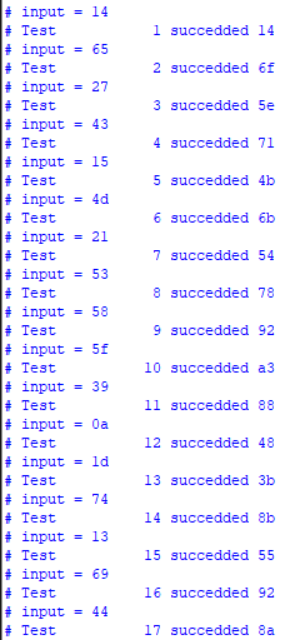 # input = 14
# Test 1 succedded 14
# input = 65
# Test 2 succedded 6f
# input = 27
# Test 3 succedded 5e
# input = 43
# Test 4 succedded 71
# input = 15
# Test 5 succedded 4b
# input = 4d
# Test 6 succedded 6b
# input = 21
# Test 7 succedded 54
# input = 53
# Test 8 succedded 78
# input = 58
# Test 9 succedded 92
# input = 5f
# Test 10 succedded a3
# input = 39
# Test 11 succedded 88
# input = 0a
# Test 12 succedded 48
# input = 1d
# Test 13 succedded 3b
# input = 74
# Test 14 succedded 8b
# input = 13
# Test 15 succedded 55
# input = 69
# Test 16 succedded 92
# input = 44
# Test 17 succedded 8a